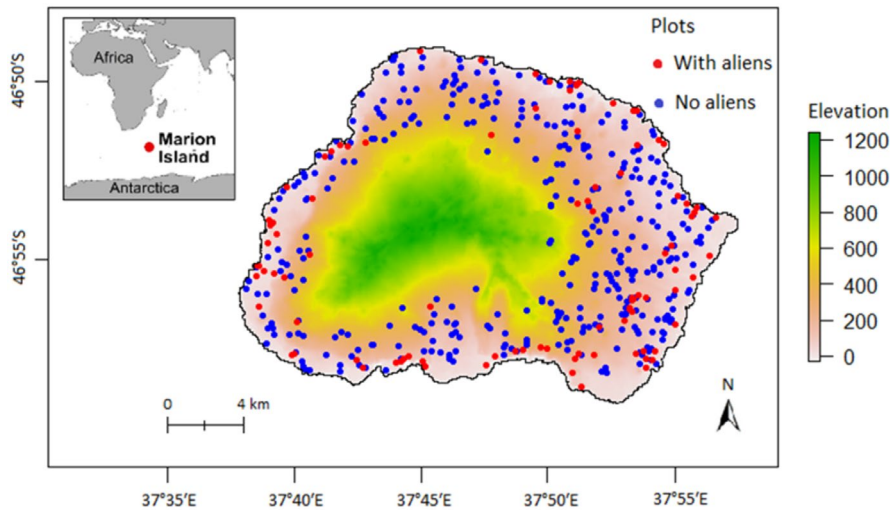 Africa
Marion
Island
Antarctica
Plots
With aliens
No aliens
Elevation
1200
1000
800
600
400
200
0
46°50'S
46°55'S
0 4 km
N
37°35'E 37°40'E 37°45'E 37°50'E 37°55'E